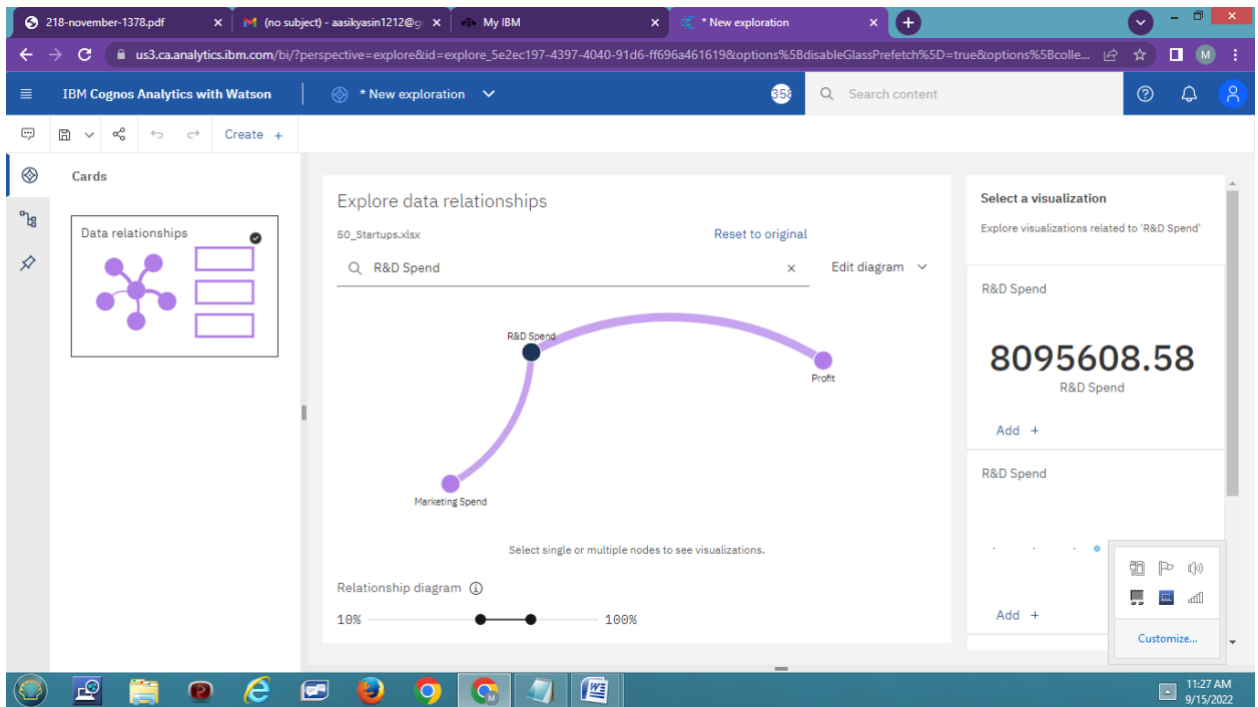 218-november-1378.pdf
(no subject) - aasikyasin1212@g
My IBM
* New exploration
us3.ca.analytics.ibm.com/bi/?perspective=explore&id=explore_5e2ec197-4397-4040-91d6-ff696a461619&options%5BdisableGlassPrefetch%5D=true&options%5Bcolle...
M
IBM Cognos Analytics with Watson
* New exploration
358
Search content
Create +
Cards
Data relationships
Explore data relationships
50_Startups.xlsx
Reset to original
R&D Spend
Edit diagram
R&D Spend
Profit
Marketing Spend
Select single or multiple nodes to see visualizations.
Relationship diagram
10%
100%
Select a visualization
Explore visualizations related to 'R&D Spend'
R&D Spend
8095608.58
R&D Spend
Add +
R&D Spend
Add +
Customize...
11:27 AM
9/15/2022